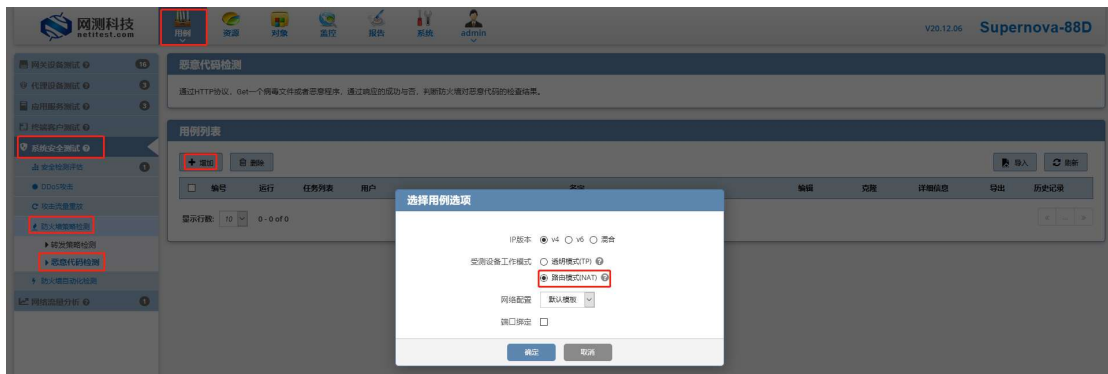 网测科技
netitest.com
用例
资源
对象
监控
报告
系统
admin
V20.12.06
Supernova-88D
网关设备测试
16
代理设备测试
应用服务测试
终端客户测试
系统安全测试
安全检测评估
1
DDoS攻击
攻击流量重放
防火墙策略检测
转发策略检测
恶意代码检测
防火墙自动化检测
网络流量分析
1
恶意代码检测
通过HTTP协议，Get一个病毒文件或者恶意程序，通过响应的成功与否，判断防火墙对恶意代码的检查结果。
用例列表
增加
删除
导入
刷新
编号 运行 任务列表 用户 名字 编辑 克隆 详细信息 导出 历史记录
显示行数: 10 0 - 0 of 0
选择用例选项
IP版本 v4 v6 混合
受测设备工作模式 透明模式(TP)
路由模式(NAT)
网络配置 默认模板
端口绑定
确定 取消